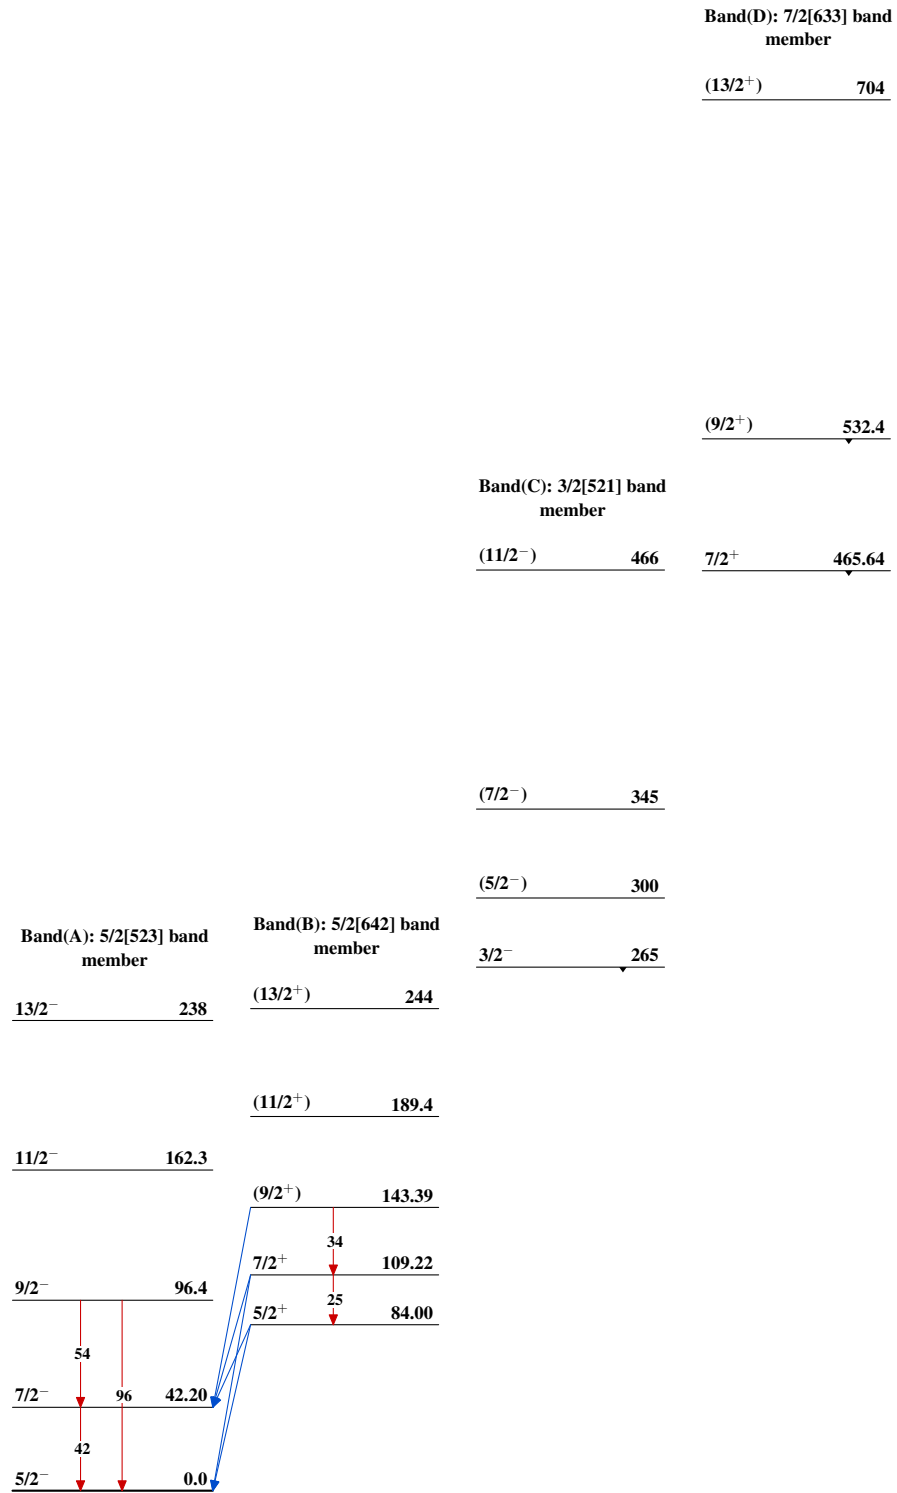 Band(D): 7/2[633] band
member
(13/2⁺) 704
(9/2⁺) 532.4
7/2⁺ 465.64
Band(C): 3/2[521] band
member
(11/2⁻) 466
(7/2⁻) 345
(5/2⁻) 300
3/2⁻ 265
Band(B): 5/2[642] band
member
(13/2⁺) 244
(11/2⁺) 189.4
(9/2⁺) 143.39
34
7/2⁺ 109.22
25
5/2⁺ 84.00
Band(A): 5/2[523] band
member
13/2⁻ 238
11/2⁻ 162.3
9/2⁻ 96.4
54
7/2⁻ 42.20
96
42
5/2⁻ 0.0